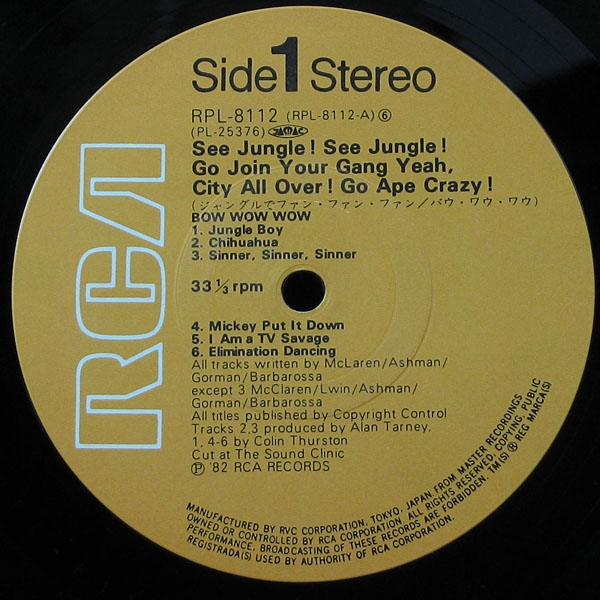 Side 1 Stereo
RPL-8112 (RPL-8112-A) ⑥
(PL-25376) JASRAC
See Jungle! See Jungle!
Go Join Your Gang Yeah,
City All Over! Go Ape Crazy!
(ジャングルでファン・ファン・ファン/バウ・ワウ・ワウ)
BOW WOW WOW
1. Jungle Boy
2. Chihuahua
3. Sinner, Sinner, Sinner
33 1/3 rpm
4. Mickey Put It Down
5. I Am a TV Savage
6. Elimination Dancing
All tracks written by McLaren/Ashman/
Gorman/Barbarossa
except 3 McClaren/Lwin/Ashman/
Gorman/Barbarossa
All titles published by Copyright Control
Tracks 2,3 produced by Alan Tarney,
1, 4-6 by Colin Thurston
Cut at The Sound Clinic
Ⓟ '82 RCA RECORDS
RCA
MANUFACTURED BY RVC CORPORATION, TOKYO, JAPAN, FROM MASTER RECORDINGS
OWNED OR CONTROLLED BY RCA CORPORATION. ALL RIGHTS RESERVED, COPYING, PUBLIC
PERFORMANCE, BROADCASTING OF THESE RECORDS ARE FORBIDDEN. TM(S) ® REG MARCA(S)
REGISTRADA(S) USED BY AUTHORITY OF RCA CORPORATION.